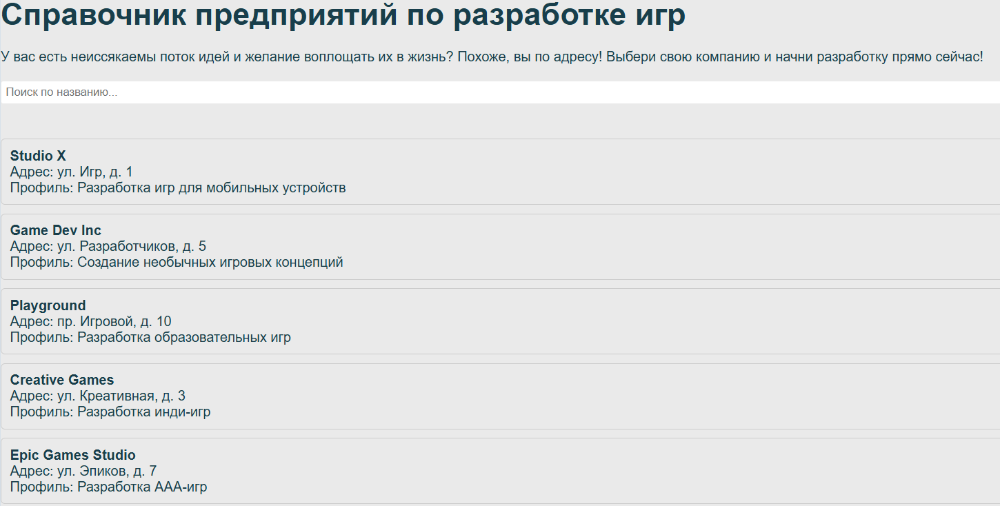 Справочник предприятий по разработке игр
У вас есть неиссякаемы поток идей и желание воплощать их в жизнь? Похоже, вы по адресу! Выбери свою компанию и начни разработку прямо сейчас!
Поиск по названию...
Studio X
Адрес: ул. Игр, д. 1
Профиль: Разработка игр для мобильных устройств
Game Dev Inc
Адрес: ул. Разработчиков, д. 5
Профиль: Создание необычных игровых концепций
Playground
Адрес: пр. Игровой, д. 10
Профиль: Разработка образовательных игр
Creative Games
Адрес: ул. Креативная, д. 3
Профиль: Разработка инди-игр
Epic Games Studio
Адрес: ул. Эпиков, д. 7
Профиль: Разработка ААА-игр